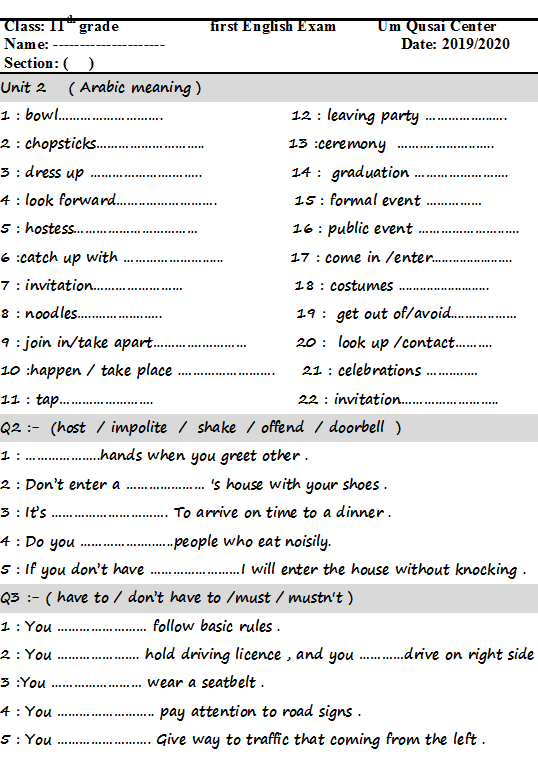 Class: 11th grade first English Exam Um Qusai Center
Name: --------------------- Date: 2019/2020
Section: ( )
Unit 2 ( Arabic meaning )
1 : bowl............................ 12 : leaving party ......................
2 : chopsticks............................. 13 :ceremony ..........................
3 : dress up .............................. 14 : graduation .........................
4 : look forward........................... 15 : formal event ...............
5 : hostess................................. 16 : public event ...........................
6 :catch up with ........................... 17 : come in /enter.....................
7 : invitation........................ 18 : costumes ........................
8 : noodles....................... 19 : get out of/avoid..................
9 : join in/take apart......................... 20 : look up /contact..........
10 :happen / take place .......................... 21 : celebrations ..............
11 : tap......................... 22 : invitation..........................
Q2 :- (host / impolite / shake / offend / doorbell )
1 : ....................hands when you greet other .
2 : Don't enter a ..................... 's house with your shoes .
3 : It's ............................... To arrive on time to a dinner .
4 : Do you .........................people who eat noisily.
5 : If you don't have ........................I will enter the house without knocking .
Q3 :- ( have to / don't have to /must / mustn't )
1 : You ........................ follow basic rules .
2 : You ...................... hold driving licence , and you ............drive on right side
3 :You ........................ wear a seatbelt .
4 : You .......................... pay attention to road signs .
5 : You ......................... Give way to traffic that coming from the left .